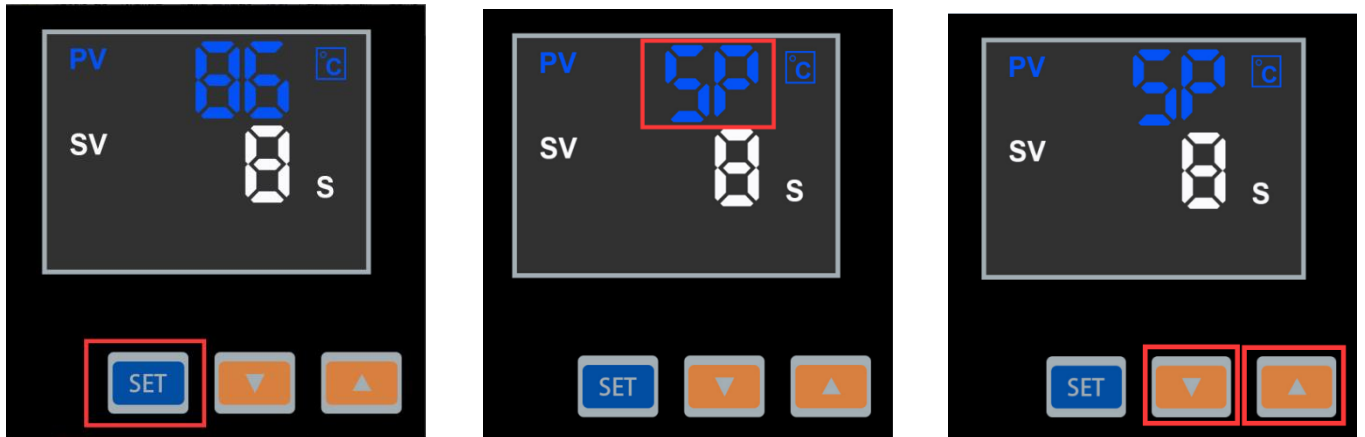 PV 86 °C
SV 8 S
SET ▼ ▲
PV SP °C
SV 8 S
SET ▼ ▲
PV SP °C
SV 8 S
SET ▼ ▲